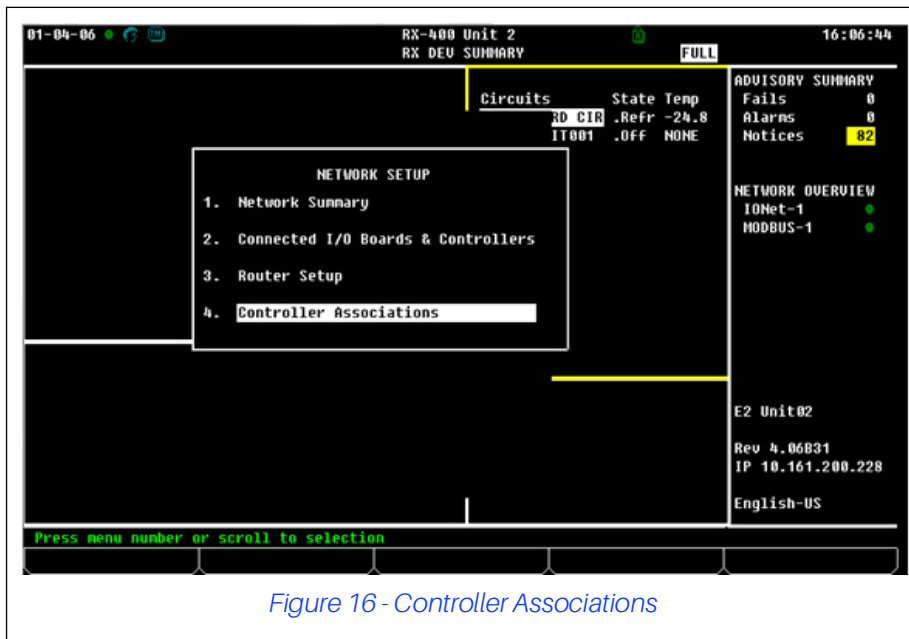 01-04-06 RX-400 Unit 2 16:06:44
RX DEV SUMMARY FULL
ADVISORY SUMMARY
Circuits State Temp Fails 0
RD CIR .Refr -24.8 Alarms 0
IT001 .Off NONE Notices 82
NETWORK SETUP
NETWORK OVERVIEW
1. Network Summary IONet-1
MODBUS-1
2. Connected I/O Boards & Controllers
3. Router Setup
4. Controller Associations
E2 Unit02
Rev 4.06B31
IP 10.161.200.228
English-US
Press menu number or scroll to selection
Figure 16 - Controller Associations